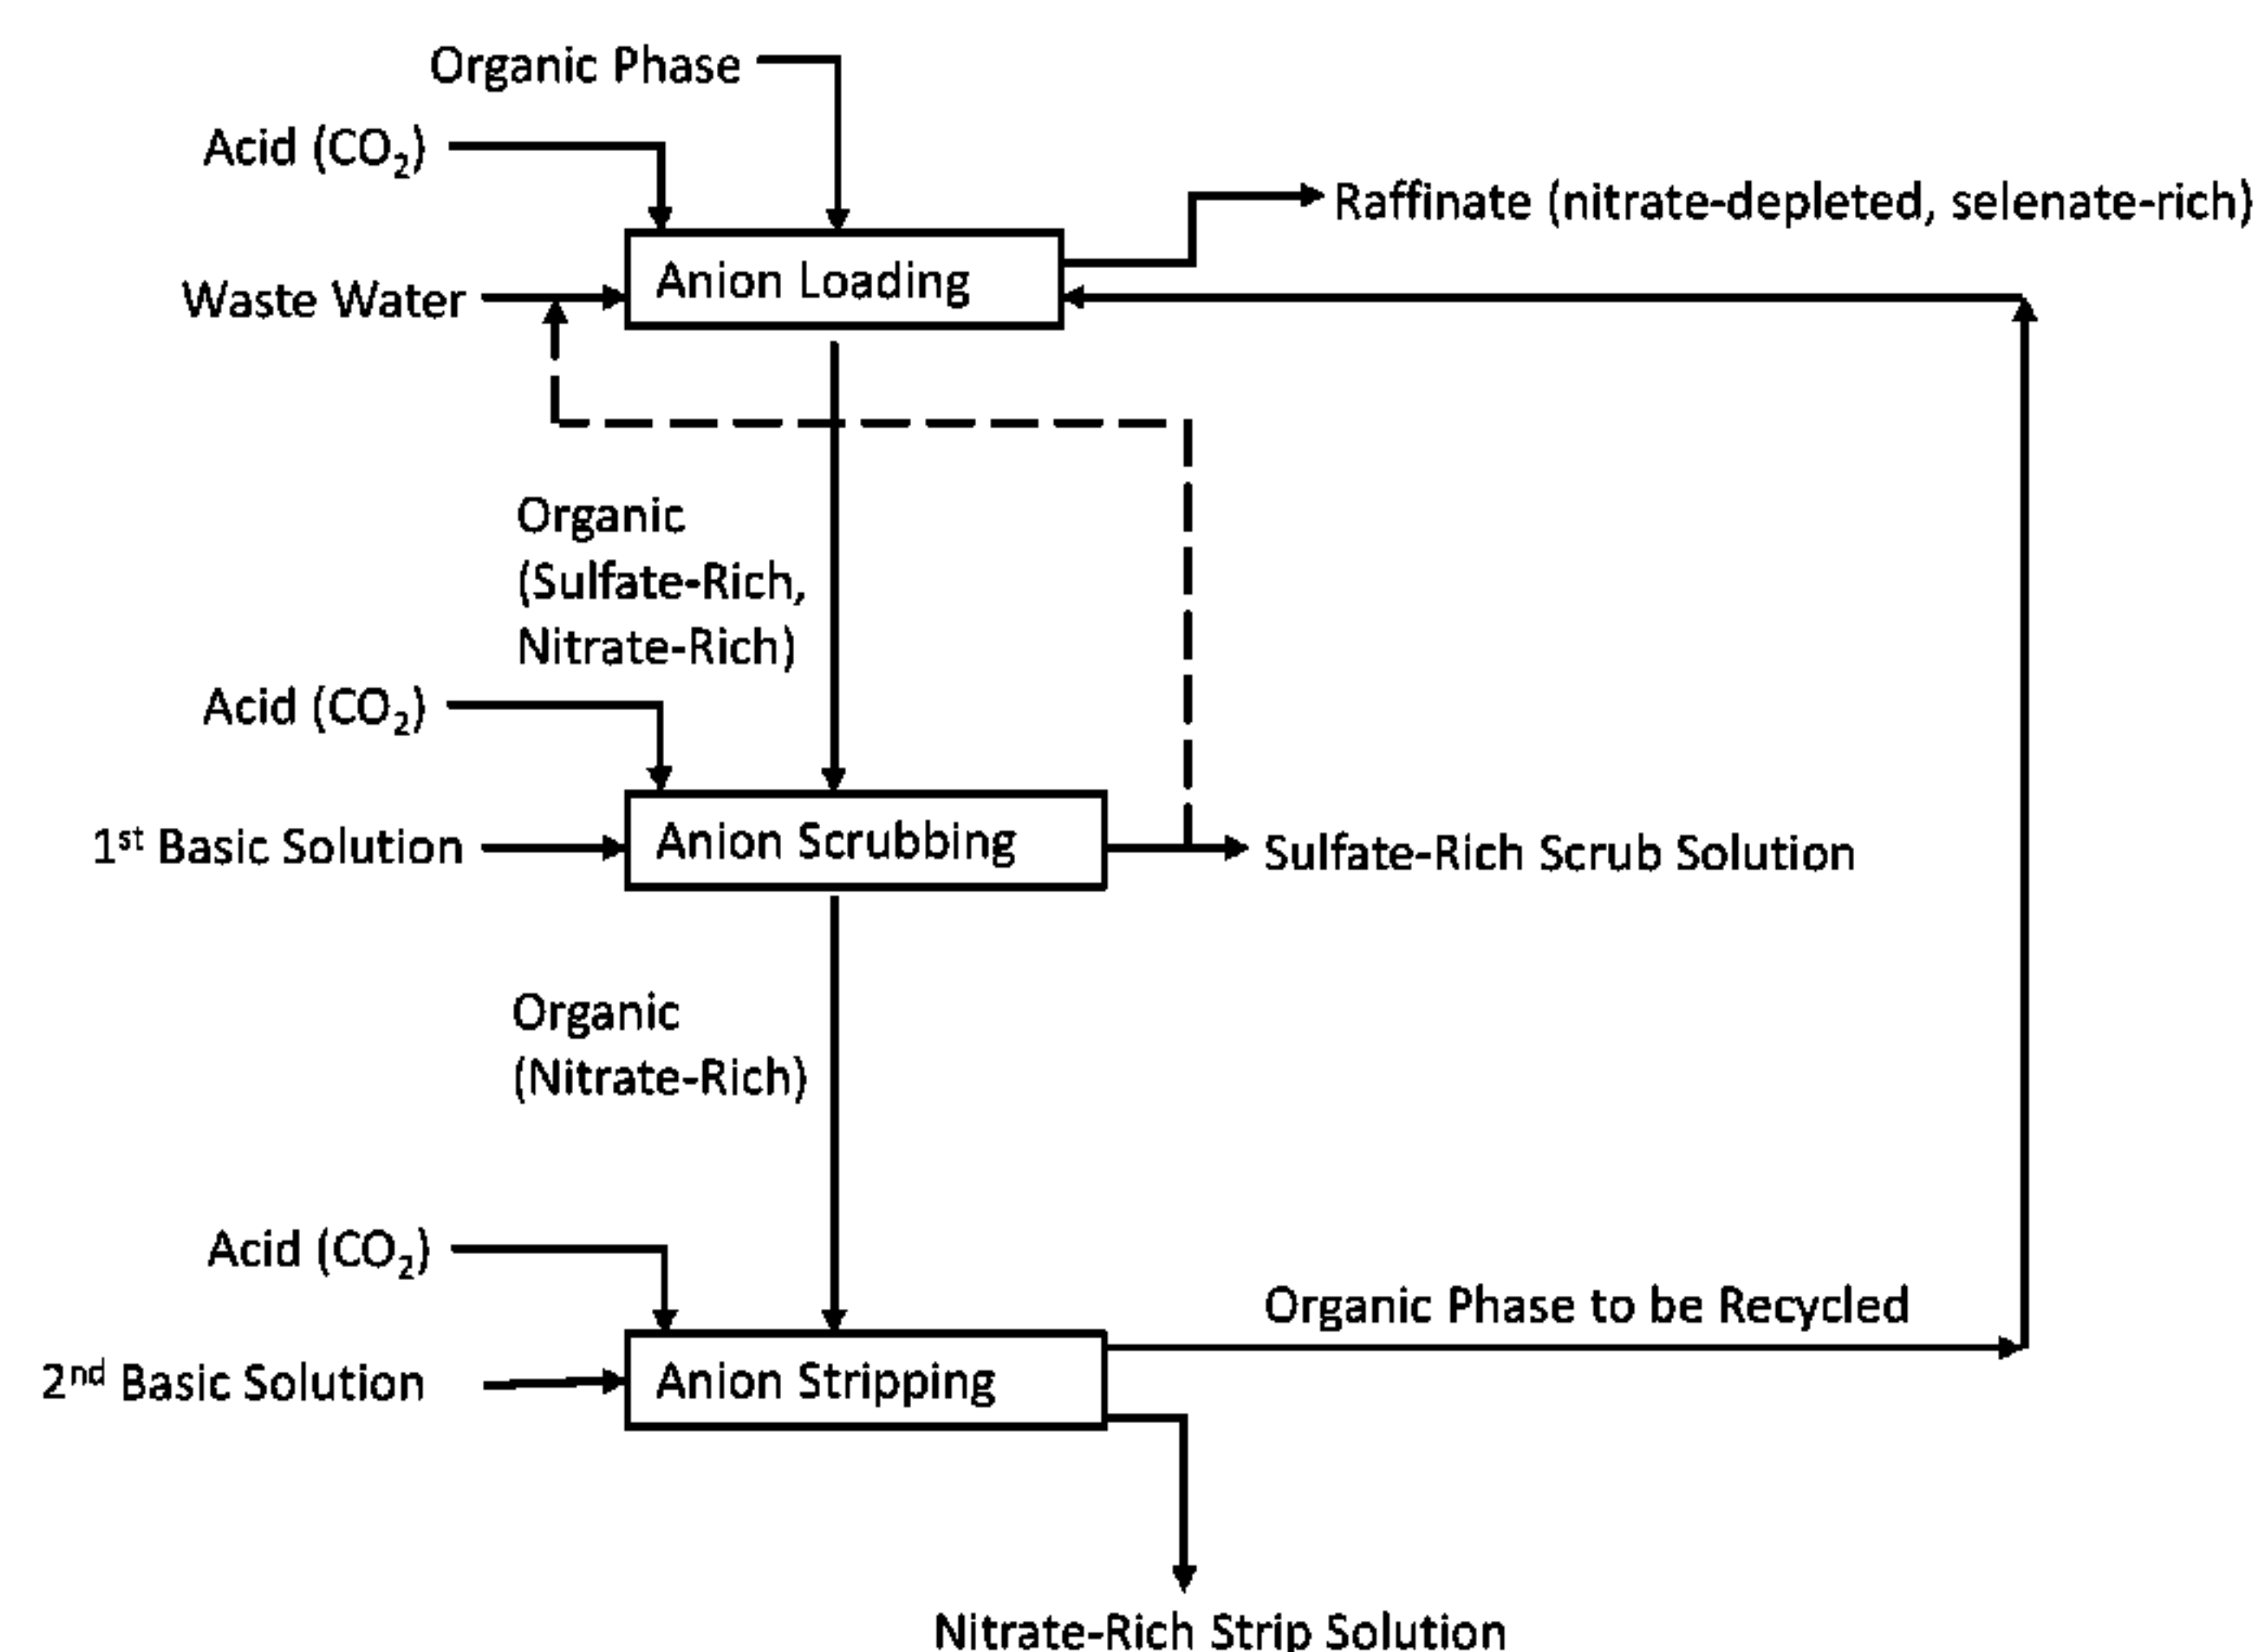 Organic Phase
Acid (CO₂)
Raffinate (nitrate-depleted, selenate-rich)
Anion Loading
Waste Water
Organic
(Sulfate-Rich,
Nitrate-Rich)
Acid (CO₂)
1st Basic Solution
Anion Scrubbing
Sulfate-Rich Scrub Solution
Organic
(Nitrate-Rich)
Acid (CO₂)
Organic Phase to be Recycled
2nd Basic Solution
Anion Stripping
Nitrate-Rich Strip Solution